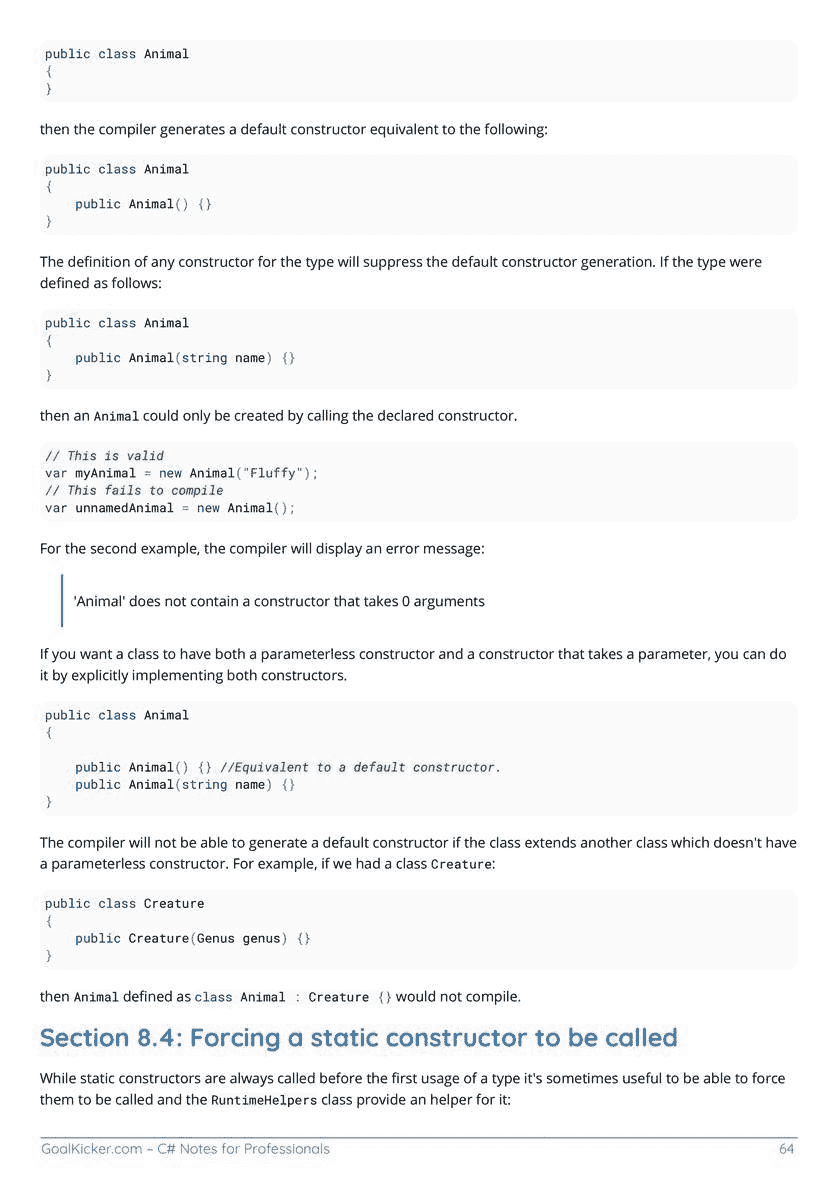 public class Animal
{
}
then the compiler generates a default constructor equivalent to the following:
public class Animal
{
    public Animal() {}
}
The definition of any constructor for the type will suppress the default constructor generation. If the type were
defined as follows:
public class Animal
{
    public Animal(string name) {}
}
then an Animal could only be created by calling the declared constructor.
// This is valid
var myAnimal = new Animal("Fluffy");
// This fails to compile
var unnamedAnimal = new Animal();
For the second example, the compiler will display an error message:
'Animal' does not contain a constructor that takes 0 arguments
If you want a class to have both a parameterless constructor and a constructor that takes a parameter, you can do
it by explicitly implementing both constructors.
public class Animal
{
    public Animal() {} //Equivalent to a default constructor.
    public Animal(string name) {}
}
The compiler will not be able to generate a default constructor if the class extends another class which doesn't have
a parameterless constructor. For example, if we had a class Creature:
public class Creature
{
    public Creature(Genus genus) {}
}
then Animal defined as class Animal : Creature {} would not compile.
Section 8.4: Forcing a static constructor to be called
While static constructors are always called before the first usage of a type it's sometimes useful to be able to force
them to be called and the RuntimeHelpers class provide an helper for it:
GoalKicker.com – C# Notes for Professionals 64